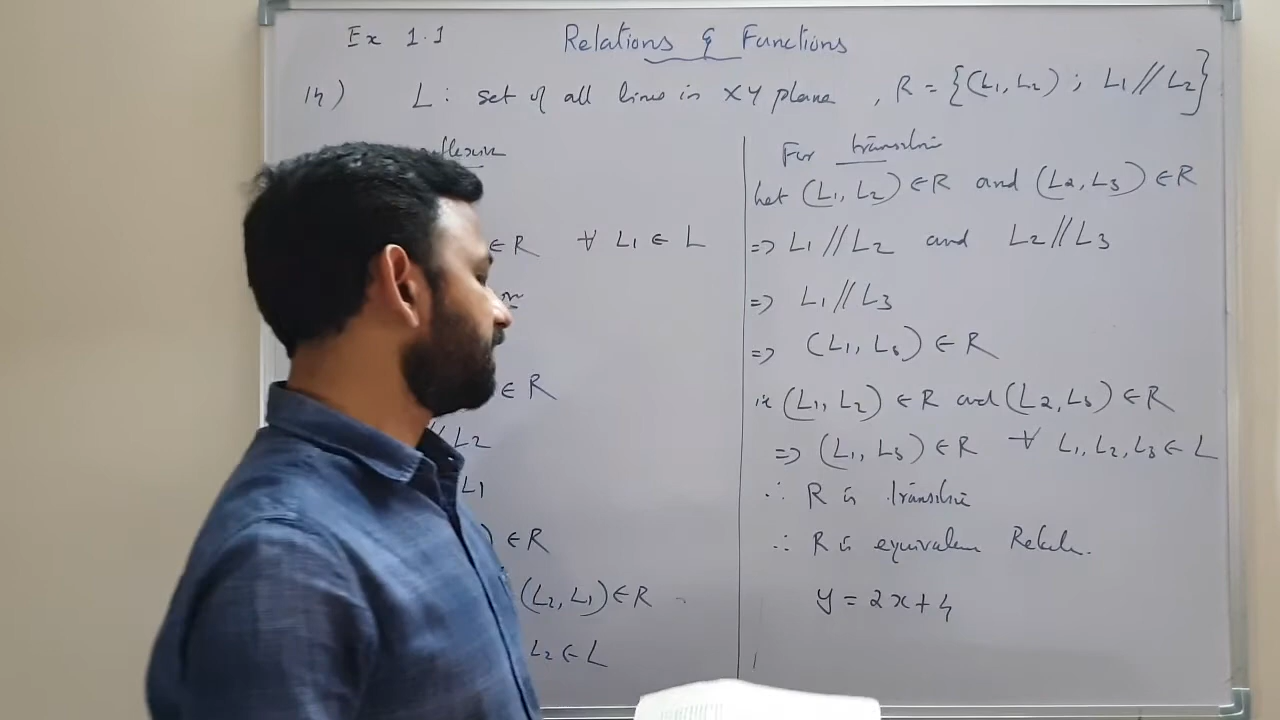 Ex 1.1
Relations & Functions
14) L : set of all lines in XY plane , R = {(L₁, L₂) ; L₁ // L₂}
∈ R ∀ L₁ ∈ L
∈ R
// L₂
L₁
) ∈ R
(L₂, L₁) ∈ R
L₂ ∈ L
For transitive
Let (L₁, L₂) ∈ R and (L₂, L₃) ∈ R
=> L₁ // L₂ and L₂ // L₃
=> L₁ // L₃
=> (L₁, L₃) ∈ R
ie (L₁, L₂) ∈ R and (L₂, L₃) ∈ R
=> (L₁, L₃) ∈ R ∀ L₁, L₂, L₃ ∈ L
∴ R is transitive
∴ R is equivalence Relation.
y = 2x + 4